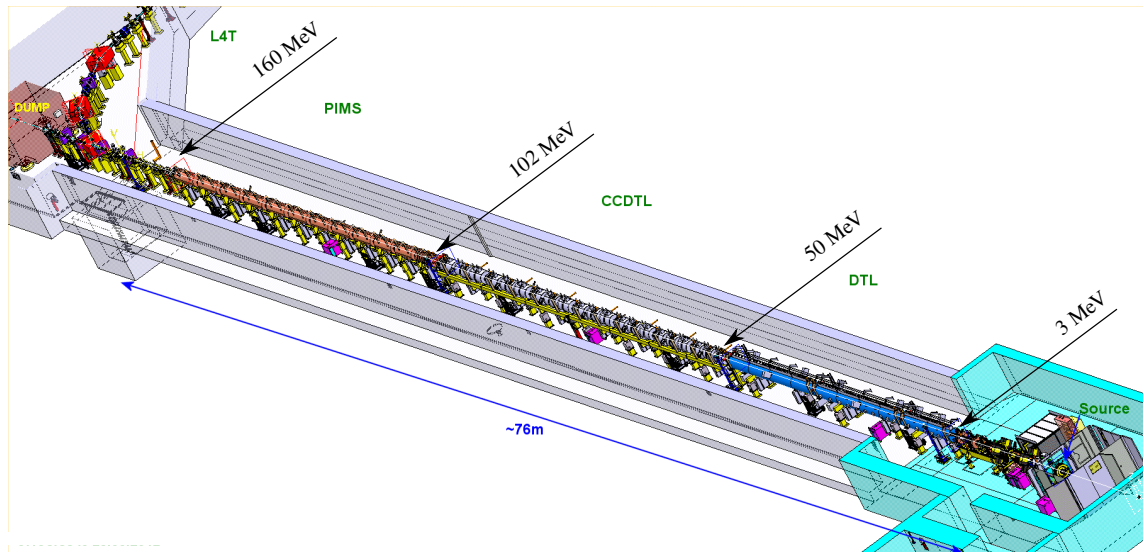 L4T
160 MeV
DUMP
PIMS
102 MeV
CCDTL
50 MeV
DTL
3 MeV
Source
~76m